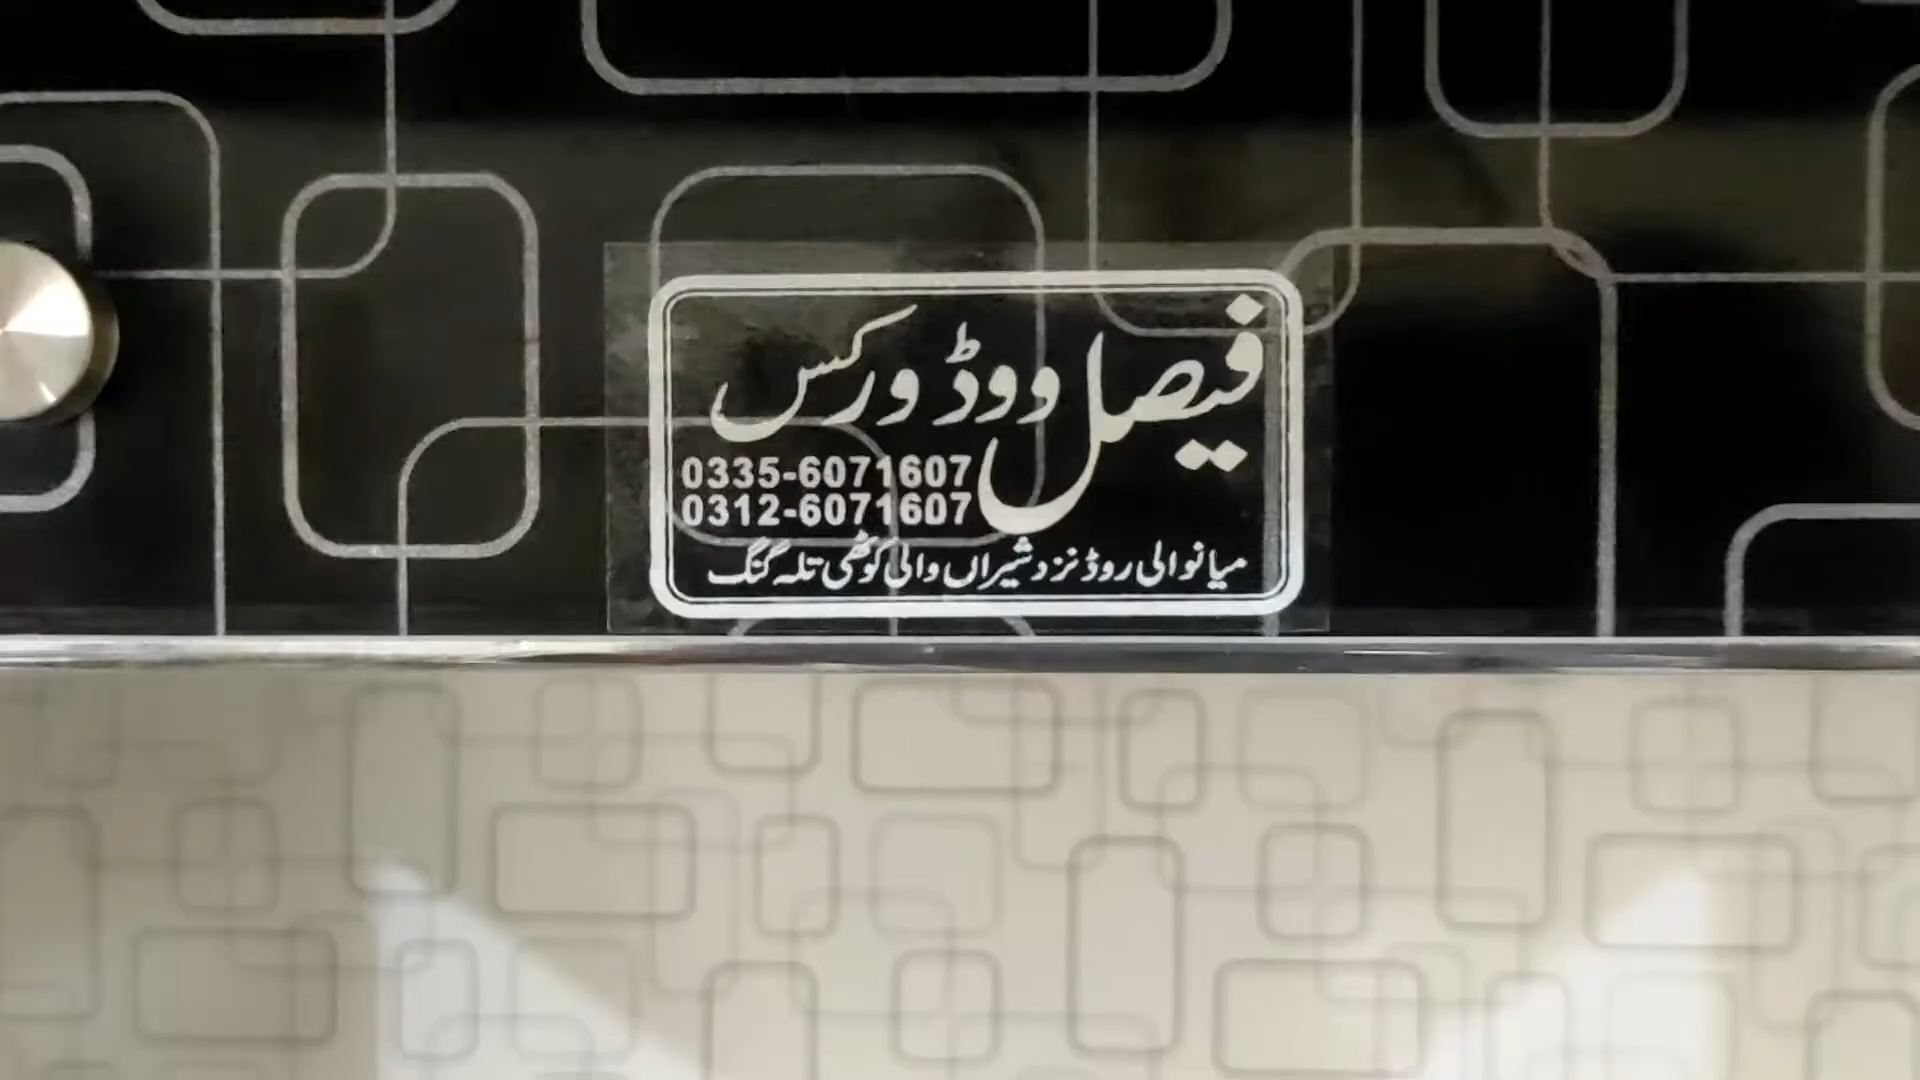 فیصل ووڈ ورکس
0335-6071607
0312-6071607
میانوالی روڈ نزد شیراں والی کوٹھی تلہ گنگ